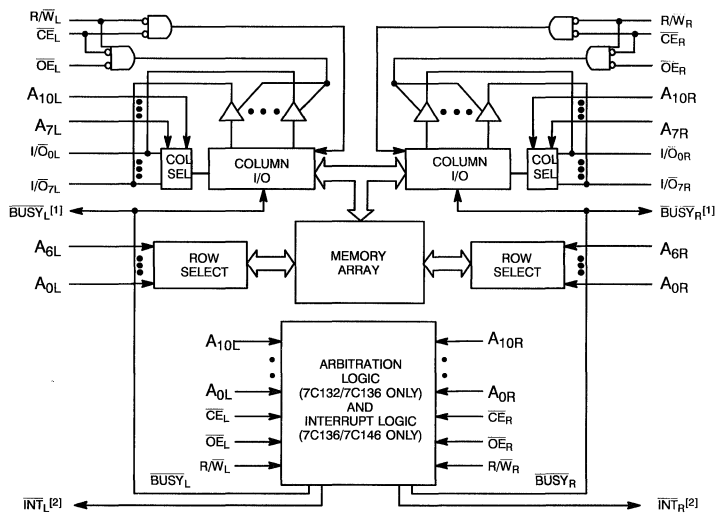 R/W̅L
C̅E̅L
O̅E̅L
A10L
A7L
I/O̅0L
I/O̅7L
B̅U̅S̅Y̅L[1]
A6L
A0L
COL SEL
COLUMN I/O
ROW SELECT
MEMORY ARRAY
COLUMN I/O
COL SEL
ROW SELECT
R/W̅R
C̅E̅R
O̅E̅R
A10R
A7R
I/O̅0R
I/O̅7R
B̅U̅S̅Y̅R[1]
A6R
A0R
A10L
A0L
C̅E̅L
O̅E̅L
R/W̅L
ARBITRATION
LOGIC
(7C132/7C136 ONLY)
AND
INTERRUPT LOGIC
(7C136/7C146 ONLY)
A10R
A0R
C̅E̅R
O̅E̅R
R/W̅R
B̅U̅S̅Y̅L
B̅U̅S̅Y̅R
I̅N̅T̅L[2]
I̅N̅T̅R[2]